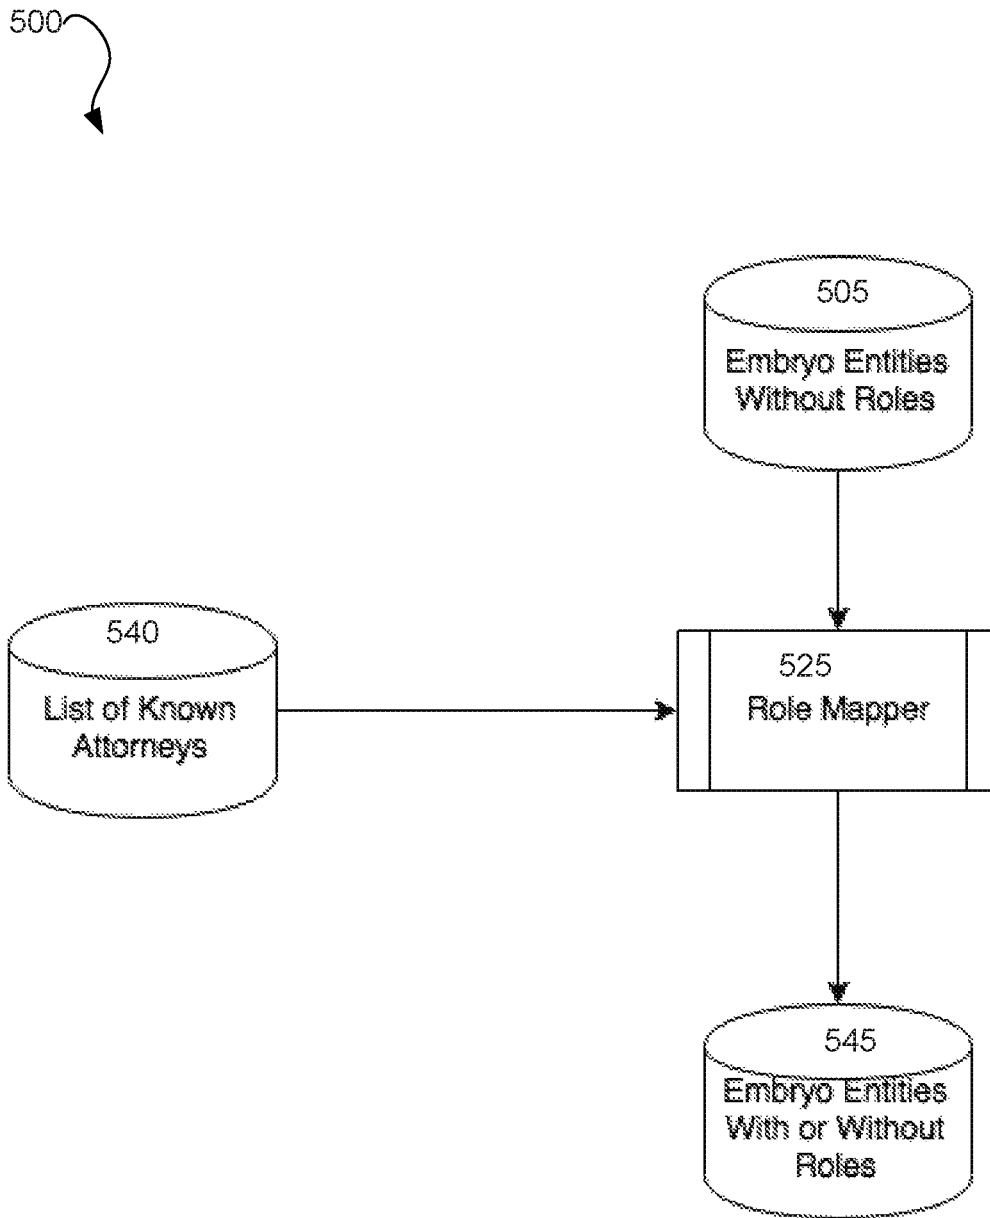 500
505
Embryo Entities
Without Roles
540
List of Known
Attorneys
525
Role Mapper
545
Embryo Entities
With or Without
Roles